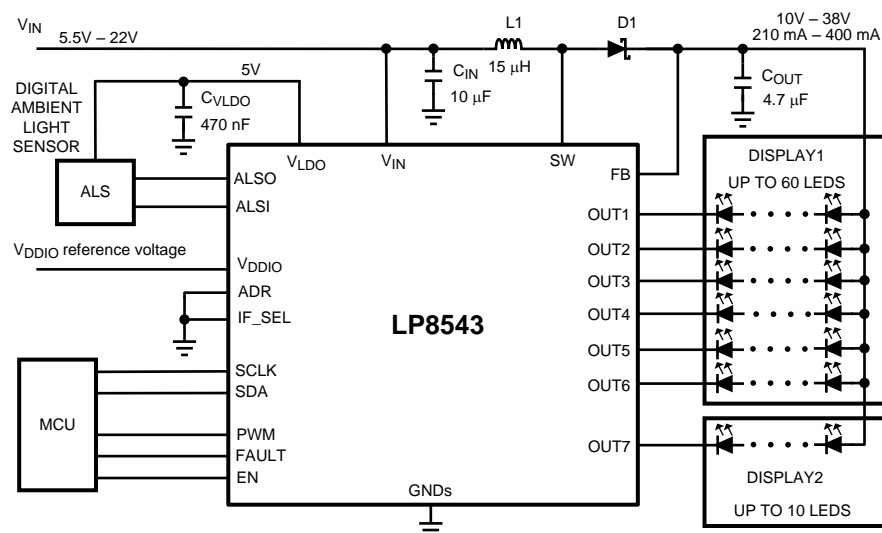 VIN
5.5V – 22V
L1
15 μH
D1
10V – 38V
210 mA – 400 mA
CIN
10 μF
COUT
4.7 μF
5V
CVLDO
470 nF
DIGITAL
AMBIENT
LIGHT
SENSOR
ALS
VLDO
VIN
SW
FB
ALSO
ALSI
VDDIO reference voltage
VDDIO
ADR
IF_SEL
LP8543
SCLK
SDA
MCU
PWM
FAULT
EN
GNDs
OUT1
OUT2
OUT3
OUT4
OUT5
OUT6
OUT7
DISPLAY1
UP TO 60 LEDS
DISPLAY2
UP TO 10 LEDS